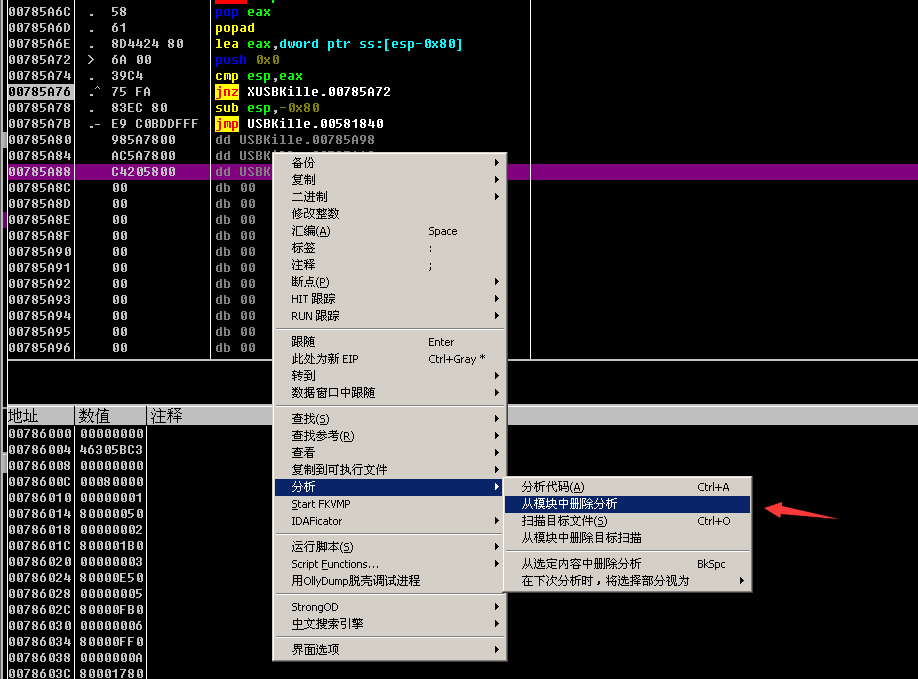 00785A6C . 58 pop eax
00785A6D . 61 popad
00785A6E . 8D4424 80 lea eax,dword ptr ss:[esp-0x80]
00785A72 > 6A 00 push 0x0
00785A74 . 39C4 cmp esp,eax
00785A76 .^ 75 FA jnz XUSBKille.00785A72
00785A78 . 83EC 80 sub esp,-0x80
00785A7B .- E9 C0BDDFFF jmp USBKille.00581840
00785A80 985A7800 dd USBKille.00785A98
00785A84 AC5A7800 dd USBK
00785A88 C4205800 dd USBK
00785A8C 00 db 00
00785A8D 00 db 00
00785A8E 00 db 00
00785A8F 00 db 00
00785A90 00 db 00
00785A91 00 db 00
00785A92 00 db 00
00785A93 00 db 00
00785A94 00 db 00
00785A95 00 db 00
00785A96 00 db 00
备份
复制
二进制
修改整数
汇编(A) Space
标签 :
注释 ;
断点(P)
HIT 跟踪
RUN 跟踪
跟随 Enter
此处为新 EIP Ctrl+Gray *
转到
数据窗口中跟随
查找(S)
查找参考(R)
查看
复制到可执行文件
分析
Start FKVMP
IDAFicator
运行脚本(S)
Script Functions...
用OllyDump脱壳调试进程
StrongOD
中文搜索引擎
界面选项
分析代码(A) Ctrl+A
从模块中删除分析
扫描目标文件(S) Ctrl+O
从模块中删除目标扫描
从选定内容中删除分析 BkSpc
在下次分析时，将选择部分视为
地址 数值 注释
00786000 00000000
00786004 46305BC3
00786008 00000000
0078600C 00080000
00786010 00000001
00786014 80000050
00786018 00000002
0078601C 800001B0
00786020 00000003
00786024 80000E50
00786028 00000005
0078602C 80000FB0
00786030 00000006
00786034 80000FF0
00786038 0000000A
0078603C 80001780